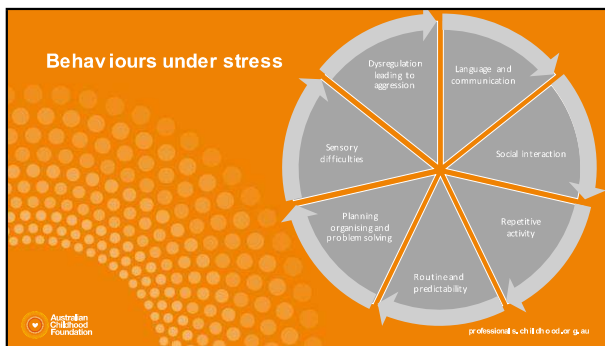 Behaviours under stress
Dysregulation
leading to
aggression
Language and
communication
Social interaction
Repetitive
activity
Routine and
predictability
Planning
organising and
problem solving
Sensory
difficulties
Australian
Childhood
Foundation
professionals.childhood.org.au